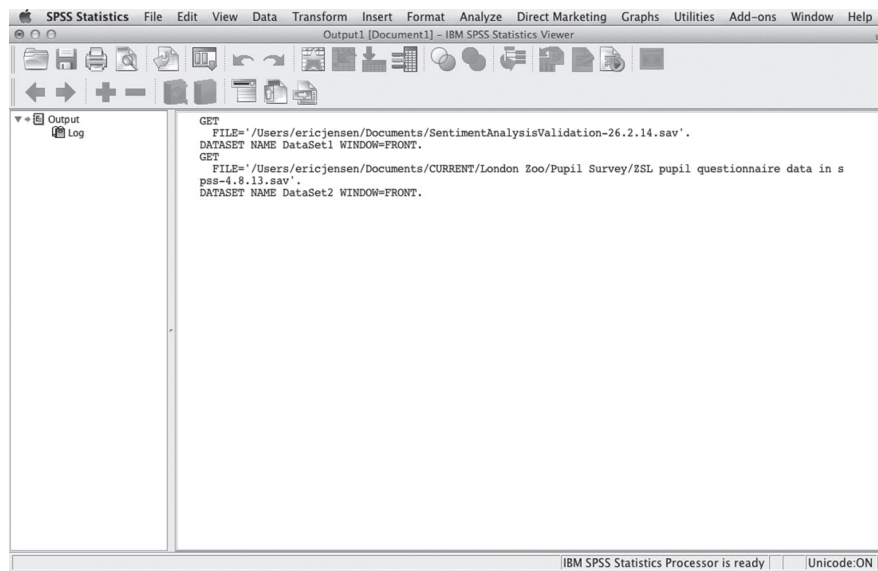 SPSS Statistics File Edit View Data Transform Insert Format Analyze Direct Marketing Graphs Utilities Add-ons Window Help
Output1 [Document1] – IBM SPSS Statistics Viewer
Output
Log
GET
FILE='/Users/ericjensen/Documents/SentimentAnalysisValidation-26.2.14.sav'.
DATASET NAME DataSet1 WINDOW=FRONT.
GET
FILE='/Users/ericjensen/Documents/CURRENT/London Zoo/Pupil Survey/ZSL pupil questionnaire data in s
pss-4.8.13.sav'.
DATASET NAME DataSet2 WINDOW=FRONT.
IBM SPSS Statistics Processor is ready Unicode:ON